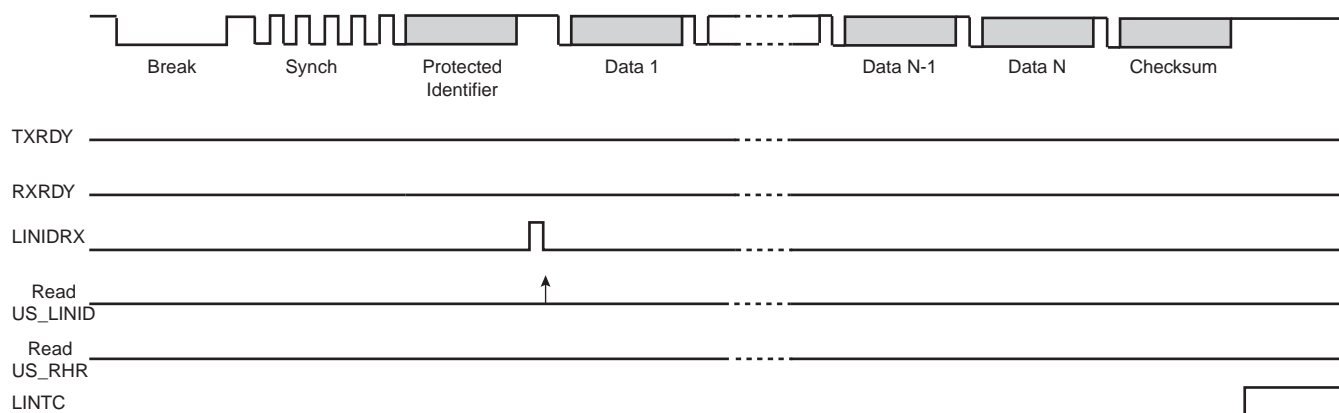 Break Synch Protected Data 1 Data N-1 Data N Checksum
Identifier
TXRDY
RXRDY
LINIDRX
Read
US_LINID
Read
US_RHR
LINTC